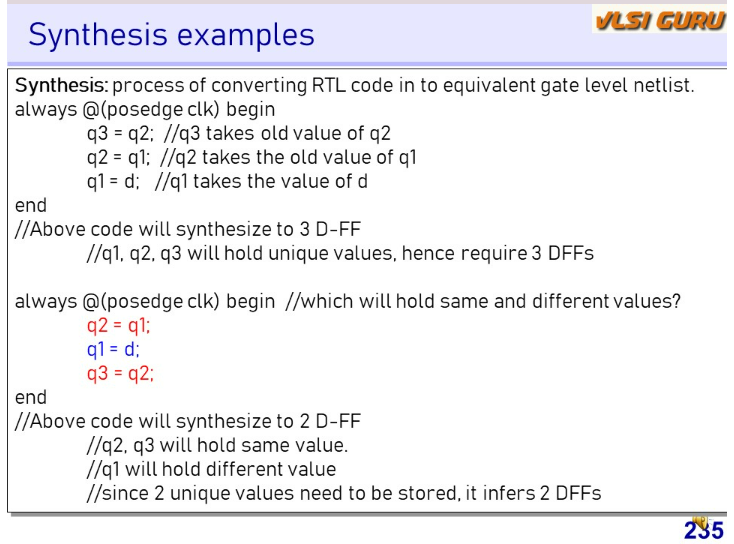 Synthesis examples
VLSI GURU
Synthesis: process of converting RTL code in to equivalent gate level netlist.
always @(posedge clk) begin
q3 = q2; //q3 takes old value of q2
q2 = q1; //q2 takes the old value of q1
q1 = d; //q1 takes the value of d
end
//Above code will synthesize to 3 D-FF
//q1, q2, q3 will hold unique values, hence require 3 DFFs
always @(posedge clk) begin //which will hold same and different values?
q2 = q1;
q1 = d;
q3 = q2;
end
//Above code will synthesize to 2 D-FF
//q2, q3 will hold same value.
//q1 will hold different value
//since 2 unique values need to be stored, it infers 2 DFFs
235